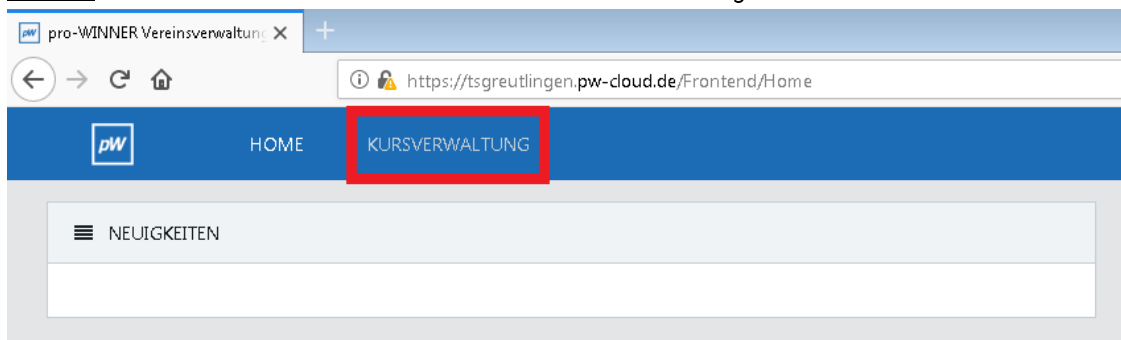 pro-WINNER Vereinsverwaltung
https://tsgreutlingen.pw-cloud.de/Frontend/Home
pW HOME KURSVERWALTUNG
NEUIGKEITEN